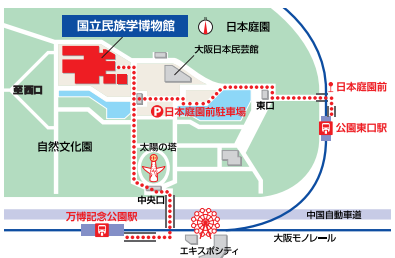 国立民族学博物館
日本庭園
大阪日本民芸館
日本庭園前
西口
P日本庭園前駐車場
東口
公園東口駅
自然文化園
太陽の塔
中央口
万博記念公園駅
中国自動車道
大阪モノレール
エキスポシティ